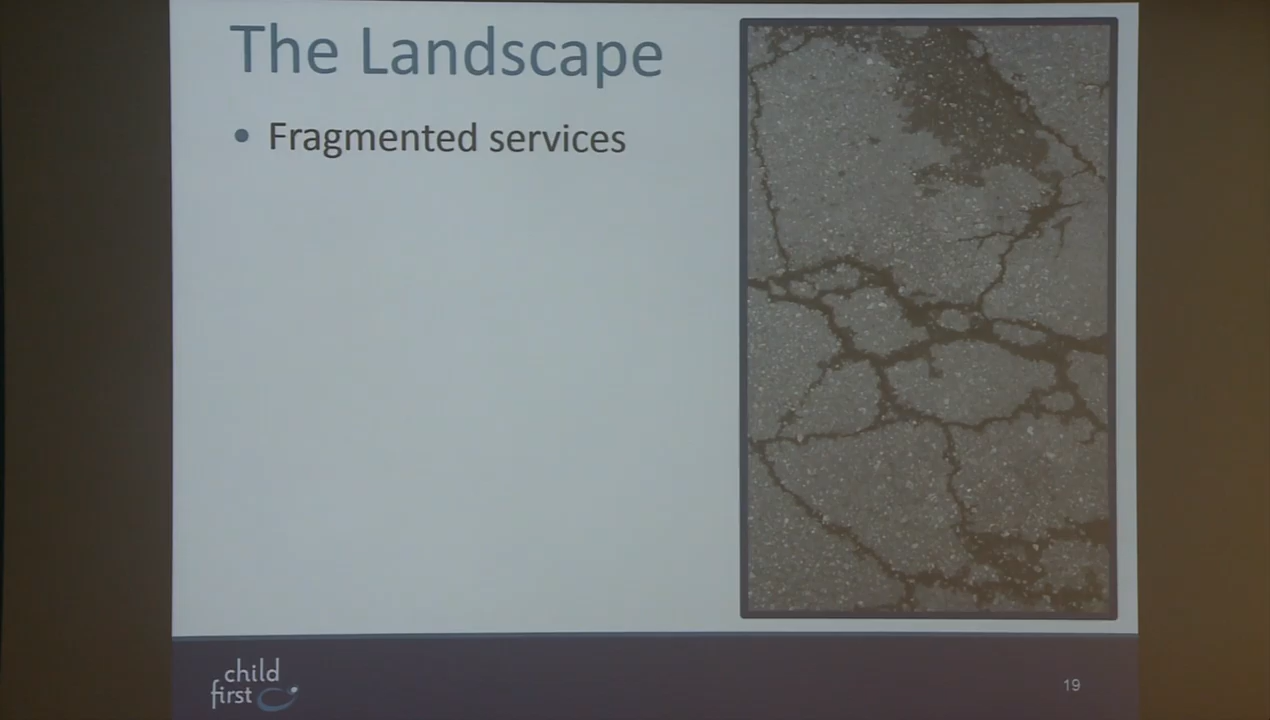 The Landscape
• Fragmented services
child
first
19